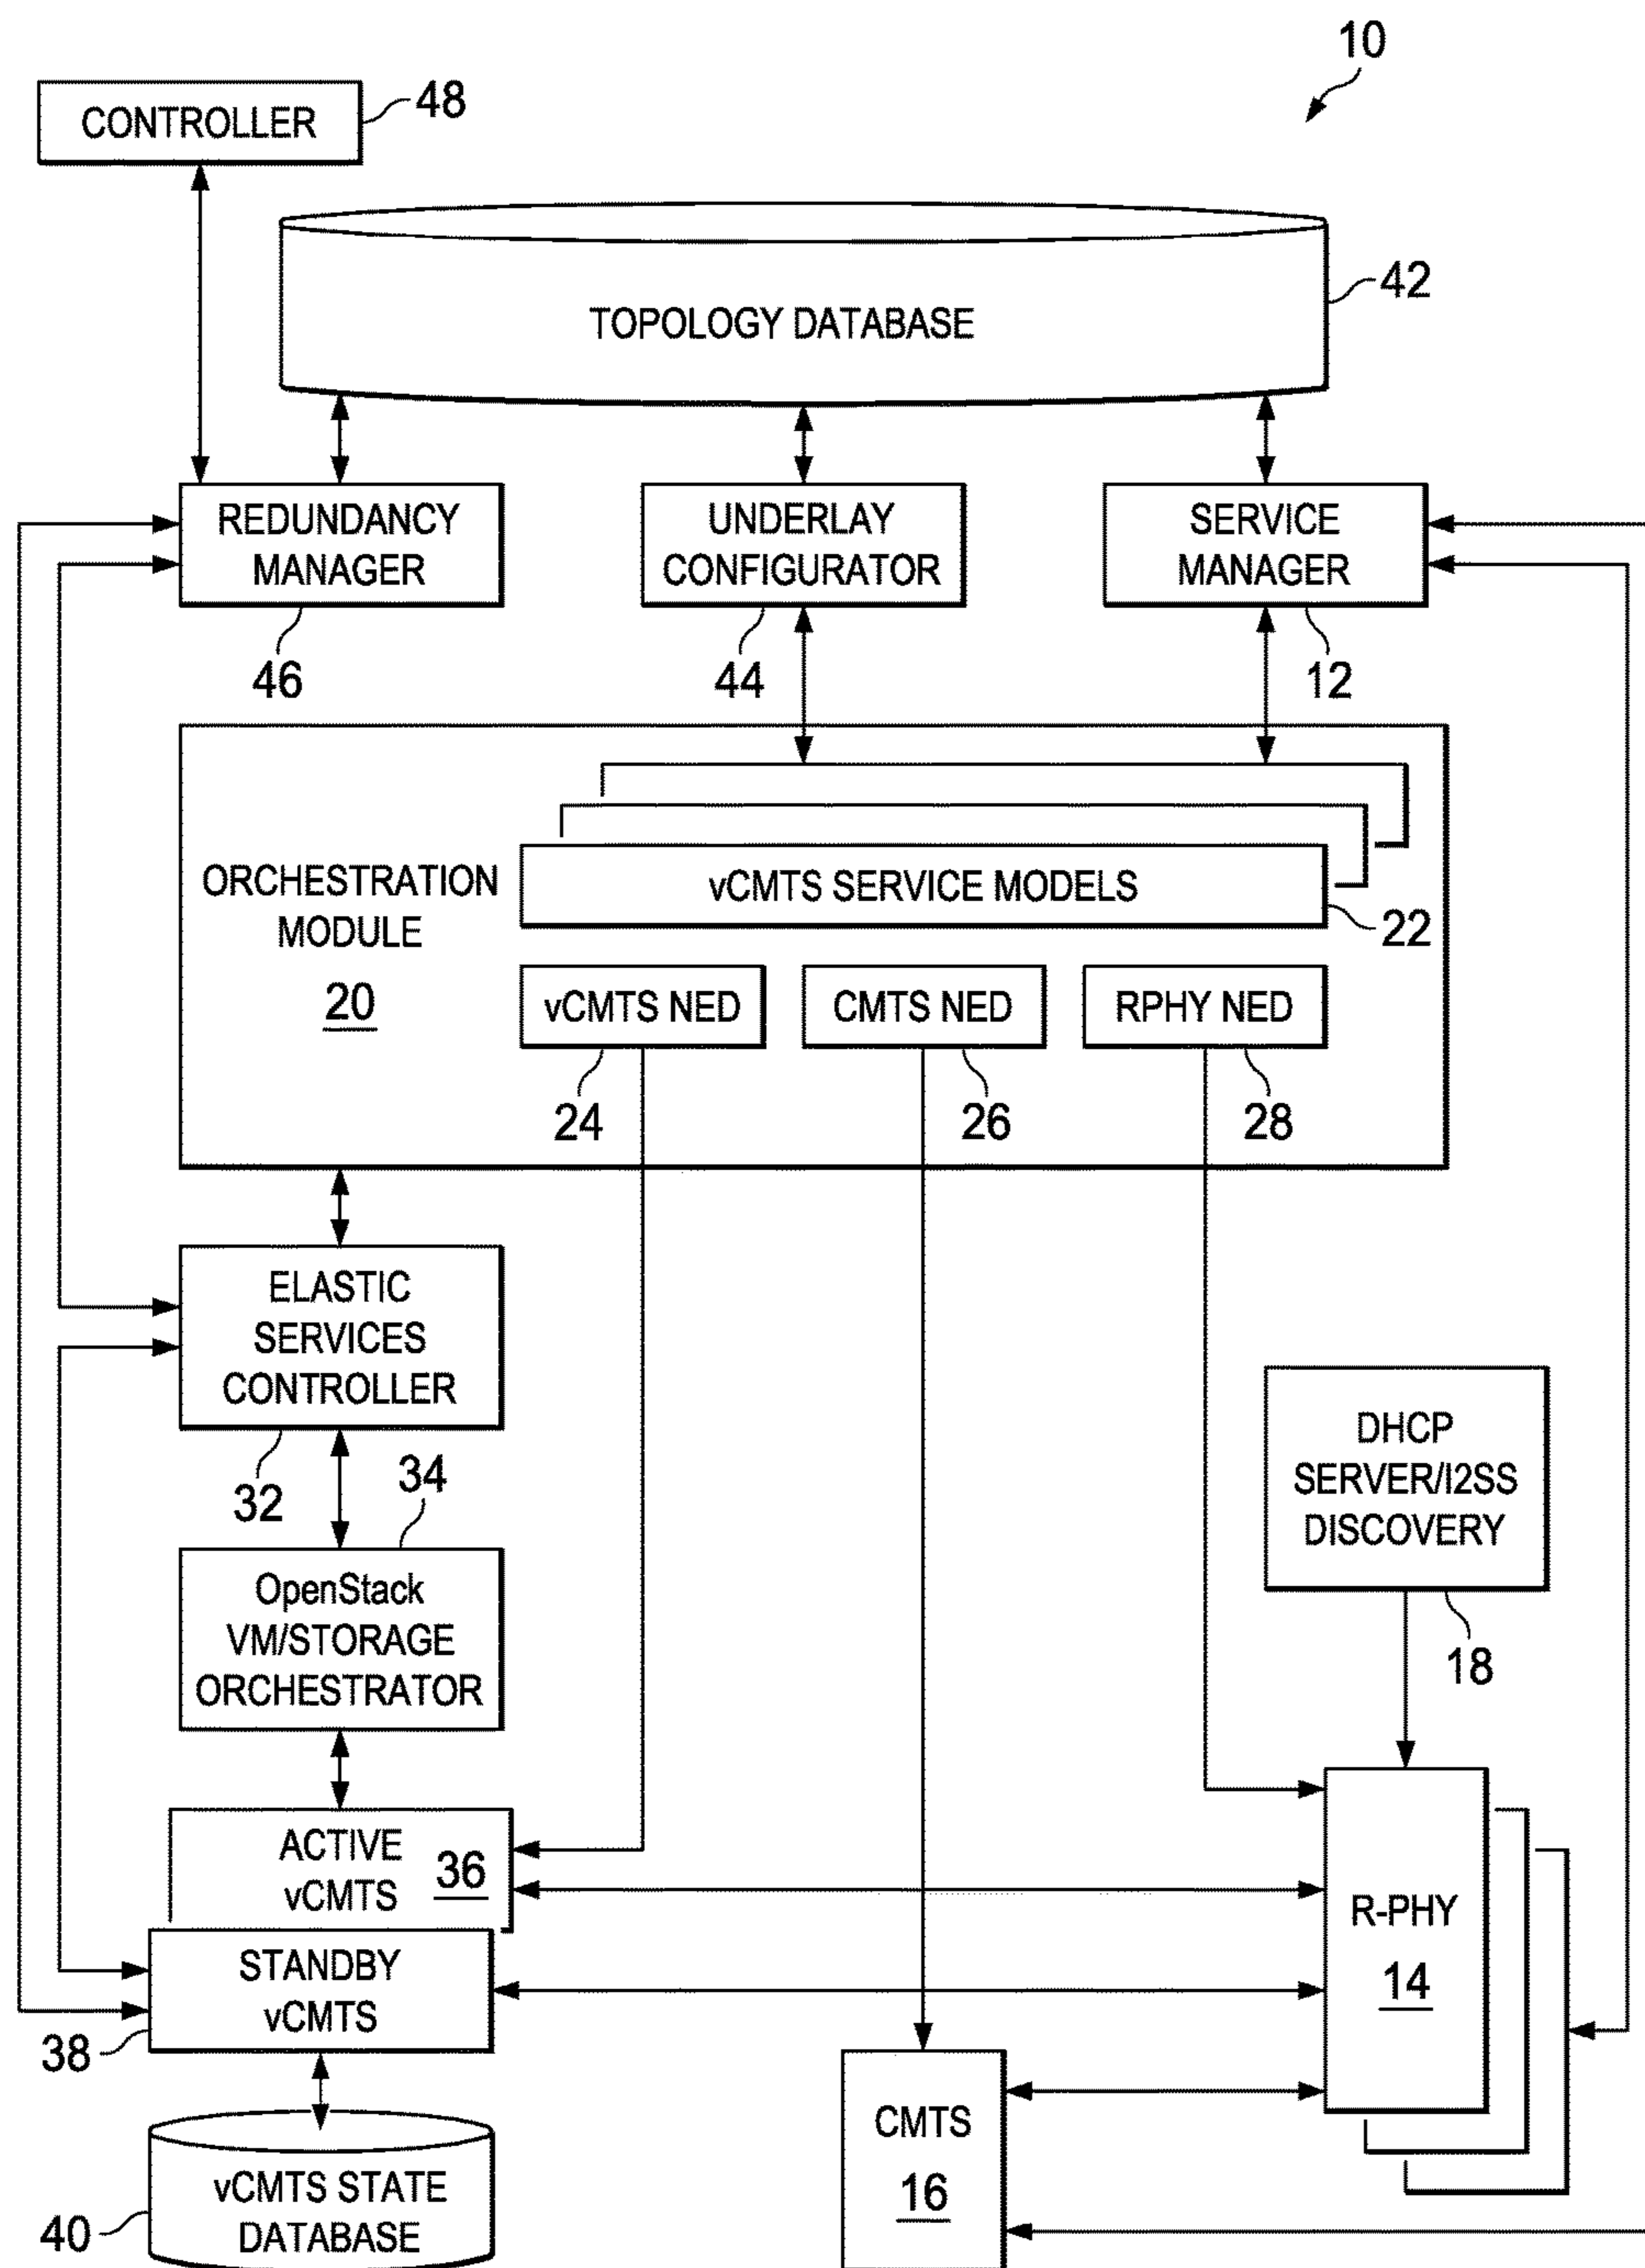 10
CONTROLLER
48
TOPOLOGY DATABASE
42
REDUNDANCY
MANAGER
46
UNDERLAY
CONFIGURATOR
44
SERVICE
MANAGER
12
ORCHESTRATION
MODULE
20
vCMTS SERVICE MODELS
22
vCMTS NED
24
CMTS NED
26
RPHY NED
28
ELASTIC
SERVICES
CONTROLLER
32
34
OpenStack
VM/STORAGE
ORCHESTRATOR
DHCP
SERVER/I2SS
DISCOVERY
18
ACTIVE
vCMTS
36
STANDBY
vCMTS
38
R-PHY
14
CMTS
16
vCMTS STATE
DATABASE
40